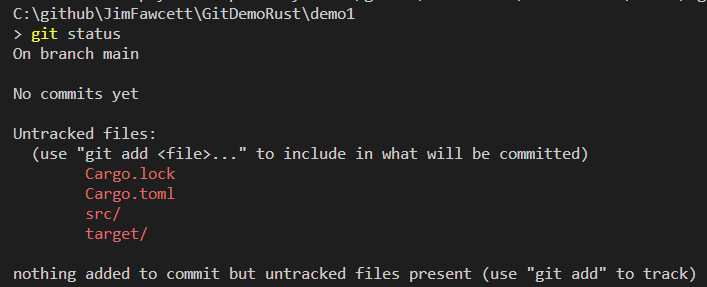 C:\github\JimFawcett\GitDemoRust\demo1
> git status
On branch main
No commits yet
Untracked files:
(use "git add <file>..." to include in what will be committed)
Cargo.lock
Cargo.toml
src/
target/
nothing added to commit but untracked files present (use "git add" to track)